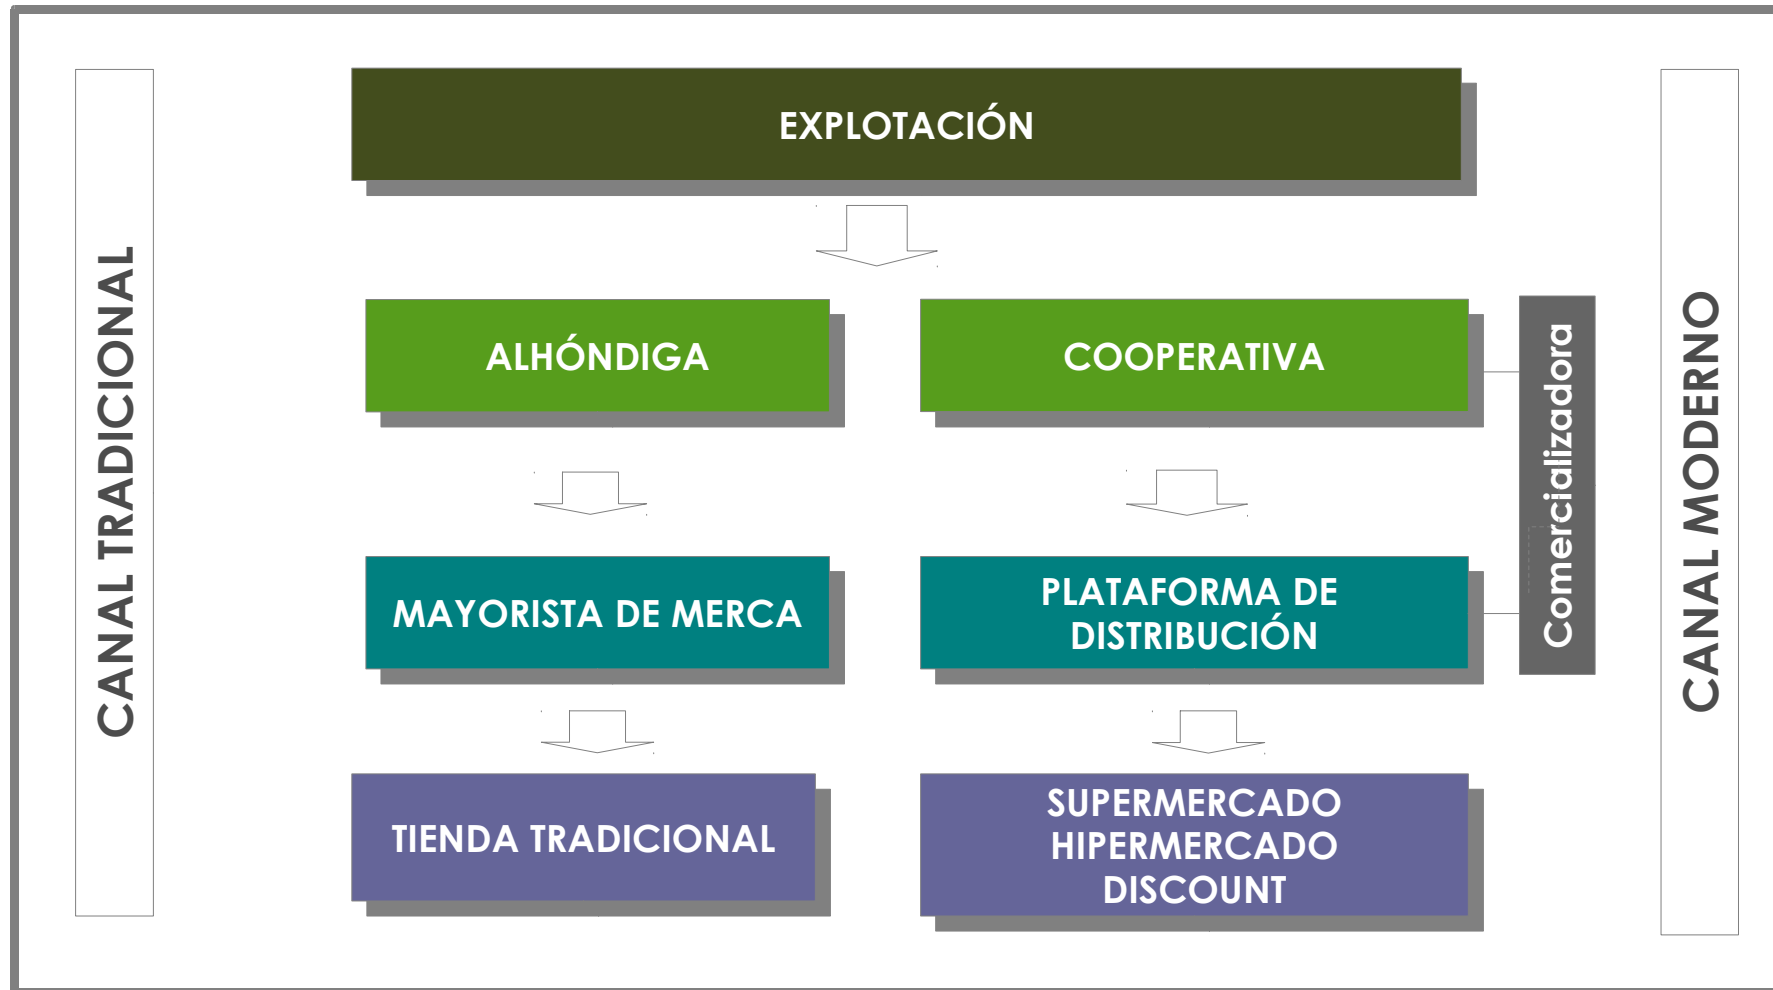 CANAL TRADICIONAL
EXPLOTACIÓN
ALHÓNDIGA
COOPERATIVA
MAYORISTA DE MERCA
PLATAFORMA DE
DISTRIBUCIÓN
TIENDA TRADICIONAL
SUPERMERCADO
HIPERMERCADO
DISCOUNT
Comercializadora
CANAL MODERNO